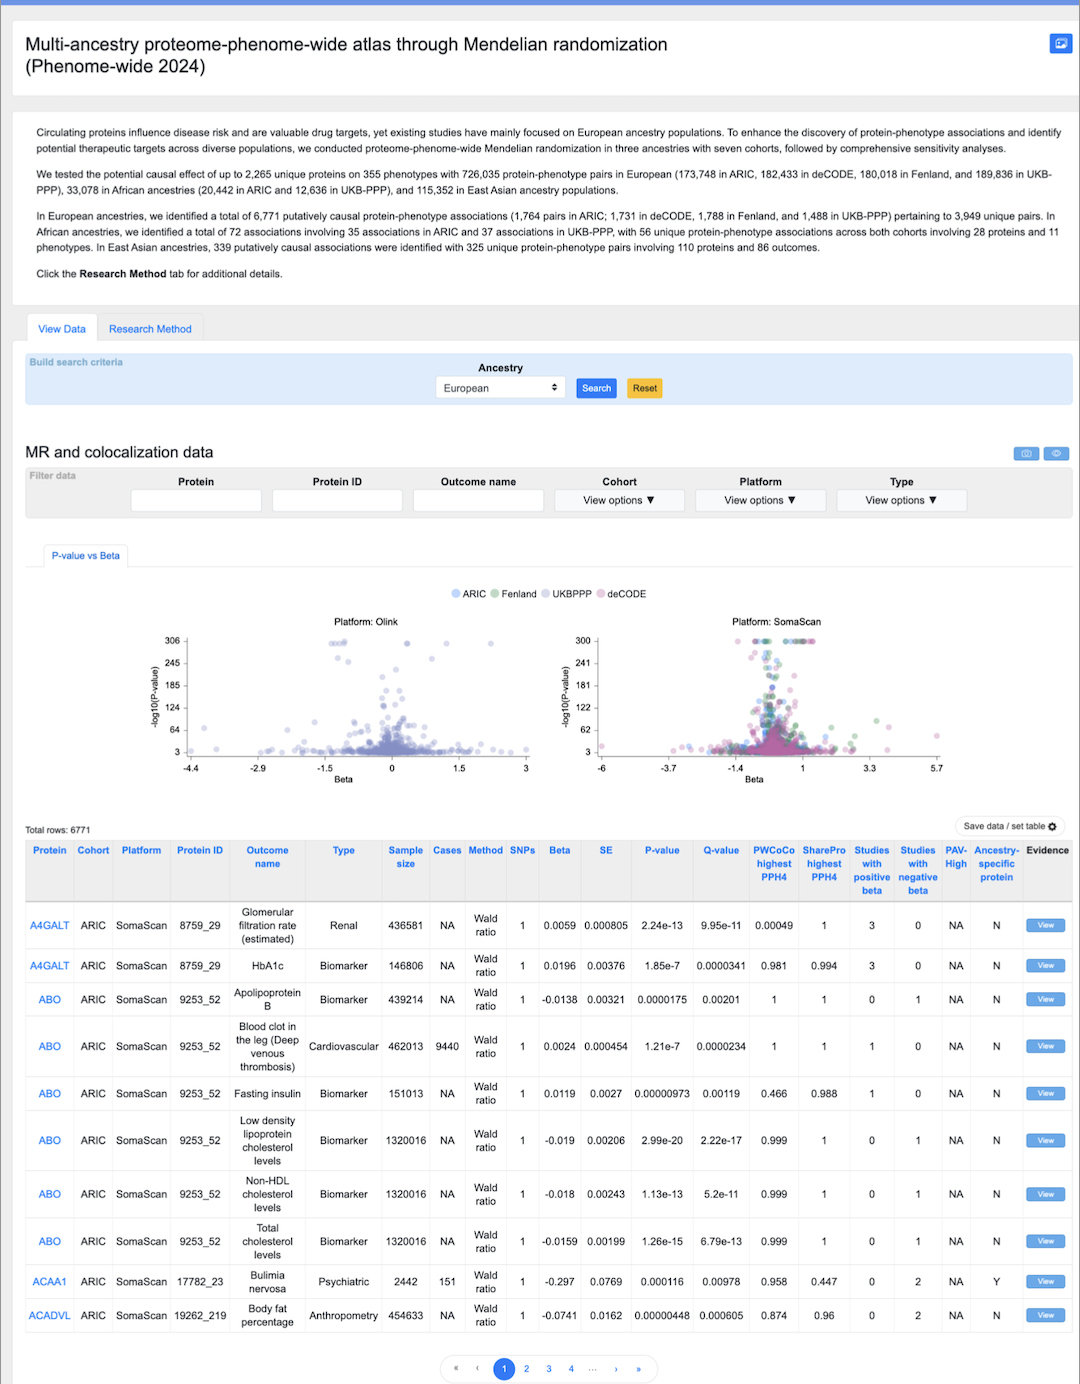 Multi-ancestry proteome-phenome-wide atlas through Mendelian randomization
(Phenome-wide 2024)
Circulating proteins influence disease risk and are valuable drug targets, yet existing studies have mainly focused on European ancestry populations. To enhance the discovery of protein-phenotype associations and identify
potential therapeutic targets across diverse populations, we conducted proteome-phenome-wide Mendelian randomization in three ancestries with seven cohorts, followed by comprehensive sensitivity analyses.
We tested the potential causal effect of up to 2,265 unique proteins on 355 phenotypes with 726,035 protein-phenotype pairs in European (173,748 in ARIC, 182,433 in deCODE, 180,018 in Fenland, and 189,836 in UKB-
PPP), 33,078 in African ancestries (20,442 in ARIC and 12,636 in UKB-PPP), and 115,352 in East Asian ancestry populations.
In European ancestries, we identified a total of 6,771 putatively causal protein-phenotype associations (1,764 pairs in ARIC; 1,731 in deCODE, 1,788 in Fenland, and 1,488 in UKB-PPP) pertaining to 3,949 unique pairs. In
African ancestries, we identified a total of 72 associations involving 35 associations in ARIC and 37 associations in UKB-PPP, with 56 unique protein-phenotype associations across both cohorts involving 28 proteins and 11
phenotypes. In East Asian ancestries, 339 putatively causal associations were identified with 325 unique protein-phenotype pairs involving 110 proteins and 86 outcomes.
Click the Research Method tab for additional details.
View Data Research Method
Build search criteria
Ancestry
European Search Reset
MR and colocalization data
Filter data
Protein Protein ID Outcome name Cohort Platform Type
View options ▼ View options ▼ View options ▼
P-value vs Beta
ARIC Fenland UKBPPP deCODE
Platform: Olink
306
245
185
124
64
3
-log10(P-value)
-4.4 -2.9 -1.5 0 1.5 3
Beta
Platform: SomaScan
300
241
181
122
62
3
-log10(P-value)
-6 -3.7 -1.4 1 3.3 5.7
Beta
Total rows: 6771
Save data / set table
Protein Cohort Platform Protein ID Outcome name Type Sample size Cases Method SNPs Beta SE P-value Q-value PWCoCo highest PPH4 SharePro highest PPH4 Studies with positive beta Studies with negative beta PAV-High Ancestry-specific protein Evidence
A4GALT ARIC SomaScan 8759_29 Glomerular filtration rate (estimated) Renal 436581 NA Wald ratio 1 0.0059 0.000805 2.24e-13 9.95e-11 0.00049 1 3 0 NA N View
A4GALT ARIC SomaScan 8759_29 HbA1c Biomarker 146806 NA Wald ratio 1 0.0196 0.00376 1.85e-7 0.0000341 0.981 0.994 3 0 NA N View
ABO ARIC SomaScan 9253_52 Apolipoprotein B Biomarker 439214 NA Wald ratio 1 -0.0138 0.00321 0.0000175 0.00201 1 1 0 1 NA N View
ABO ARIC SomaScan 9253_52 Blood clot in the leg (Deep venous thrombosis) Cardiovascular 462013 9440 Wald ratio 1 0.0024 0.000454 1.21e-7 0.0000234 1 1 1 0 NA N View
ABO ARIC SomaScan 9253_52 Fasting insulin Biomarker 151013 NA Wald ratio 1 0.0119 0.0027 0.00000973 0.00119 0.466 0.988 1 0 NA N View
ABO ARIC SomaScan 9253_52 Low density lipoprotein cholesterol levels Biomarker 1320016 NA Wald ratio 1 -0.019 0.00206 2.99e-20 2.22e-17 0.999 1 0 1 NA N View
ABO ARIC SomaScan 9253_52 Non-HDL cholesterol levels Biomarker 1320016 NA Wald ratio 1 -0.018 0.00243 1.13e-13 5.2e-11 0.999 1 0 1 NA N View
ABO ARIC SomaScan 9253_52 Total cholesterol levels Biomarker 1320016 NA Wald ratio 1 -0.0159 0.00199 1.26e-15 6.79e-13 0.999 1 0 1 NA N View
ACAA1 ARIC SomaScan 17782_23 Bulimia nervosa Psychiatric 2442 151 Wald ratio 1 -0.297 0.0769 0.000116 0.00978 0.958 0.447 0 2 NA Y View
ACADVL ARIC SomaScan 19262_219 Body fat percentage Anthropometry 454633 NA Wald ratio 1 -0.0741 0.0162 0.00000448 0.000605 0.874 0.96 0 2 NA N View
« ‹ 1 2 3 4 ... › »